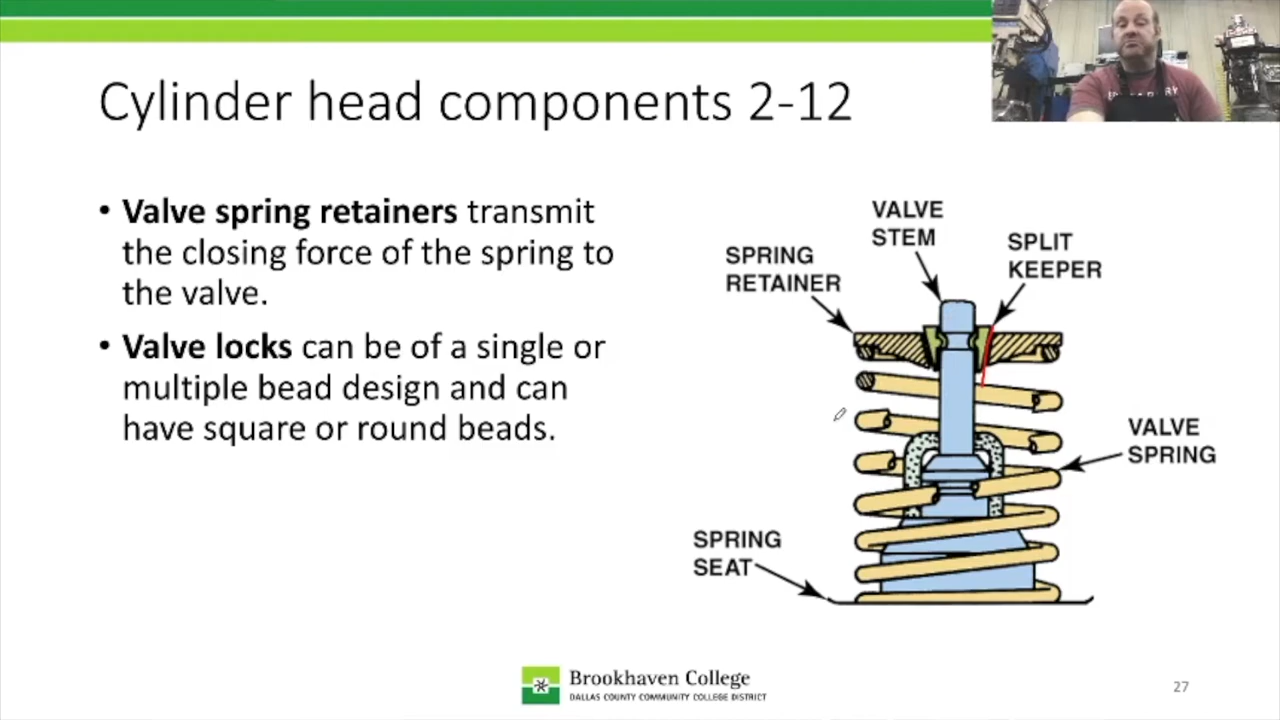 Cylinder head components 2-12
• Valve spring retainers transmit
the closing force of the spring to
the valve.
• Valve locks can be of a single or
multiple bead design and can
have square or round beads.
VALVE
STEM
SPLIT
KEEPER
SPRING
RETAINER
VALVE
SPRING
SPRING
SEAT
Brookhaven College
DALLAS COUNTY COMMUNITY COLLEGE DISTRICT
27